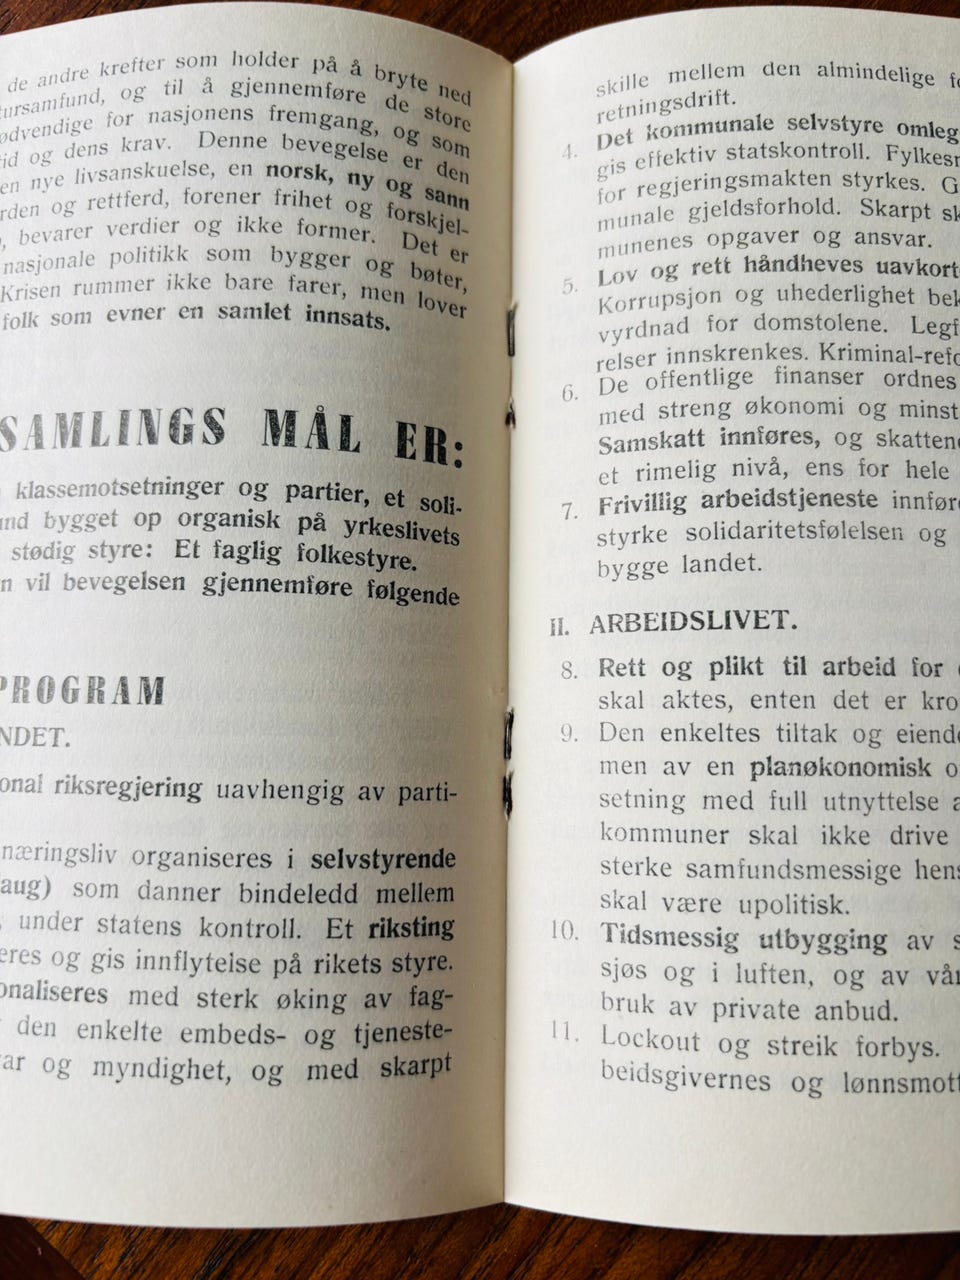 de andre krefter som holder på å bryte ned
tursamfund, og til å gjennemføre de store
ødvendige for nasjonens fremgang, og som
tid og dens krav. Denne bevegelse er den
en nye livsanskuelse, en norsk, ny og sann
rden og rettferd, forener frihet og forskjel-
, bevarer verdier og ikke former. Det er
nasjonale politikk som bygger og bøter,
Krisen rummer ikke bare farer, men lover
folk som evner en samlet innsats.
SAMLINGS MÅL ER:
klassemotsetninger og partier, et soli-
und bygget op organisk på yrkeslivets
stødig styre: Et faglig folkestyre.
n vil bevegelsen gjennemføre følgende
PROGRAM
NDET.
onal riksregjering uavhengig av parti-
næringsliv organiseres i selvstyrende
laug) som danner bindeledd mellem
, under statens kontroll. Et riksting
eres og gis innflytelse på rikets styre.
onaliseres med sterk øking av fag-
den enkelte embeds- og tjeneste-
var og myndighet, og med skarpt
skille mellem den almindelige fo
retningsdrift.
4. Det kommunale selvstyre omleg
gis effektiv statskontroll. Fylkesm
for regjeringsmakten styrkes. G
munale gjeldsforhold. Skarpt sk
munenes opgaver og ansvar.
5. Lov og rett håndheves uavkort
Korrupsjon og uhederlighet bek
vyrdnad for domstolene. Legf
relser innskrenkes. Kriminal-refo
6. De offentlige finanser ordnes
med streng økonomi og minst
Samskatt innføres, og skattene
et rimelig nivå, ens for hele
7. Frivillig arbeidstjeneste innføre
styrke solidaritetsfølelsen og
bygge landet.
II. ARBEIDSLIVET.
8. Rett og plikt til arbeid for
skal aktes, enten det er kro
9. Den enkeltes tiltak og eiendo
men av en planøkonomisk o
setning med full utnyttelse a
kommuner skal ikke drive
sterke samfundsmessige hens
skal være upolitisk.
10. Tidsmessig utbygging av s
sjøs og i luften, og av vår
bruk av private anbud.
11. Lockout og streik forbys.
beidsgivernes og lønnsmott